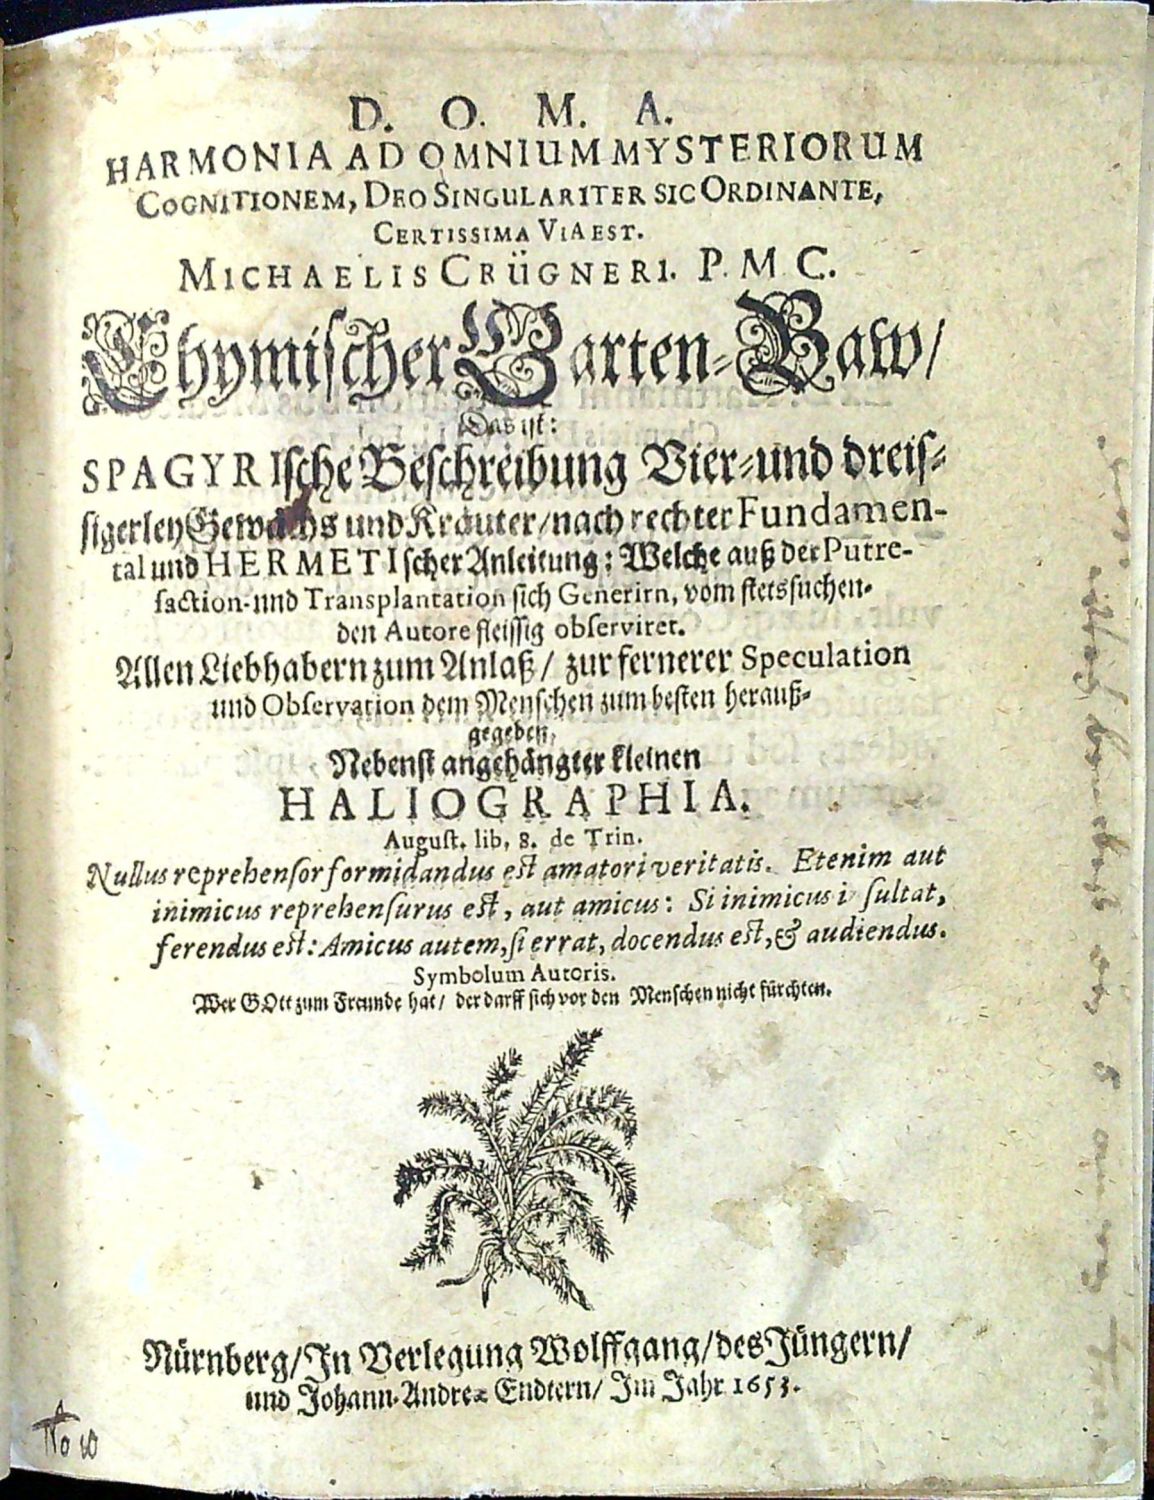 D. O. M. A.
HARMONIA AD OMNIUM MYSTERIORUM
COGNITIONEM, DEO SINGULARITER SIC ORDINANTE,
CERTISSIMA VIA EST.
MICHAELIS CRÜGNERI. P. M C.
Chymischer Garten-Baw/
Das ist:
SPAGYRIsche Beschreibung Vier- und dreis-
sigerley Gewächs und Kräuter/ nach rechter Fundamen-
tal und HERMETIscher Anleitung: Welche auß der Putre-
faction- und Transplantation sich Generirn, vom stets suchen-
den Autore fleissig observiret.
Allen Liebhabern zum Anlaß/ zur fernerer Speculation
und Observation dem Menschen zum besten herauß-
gegeben,
Nebenst angehängter kleinen
HALIOGRAPHIA.
August. lib, 8. de Trin.
Nullus reprehensor formidandus est amatori veritatis. Etenim aut
inimicus reprehensurus est, aut amicus: Si inimicus i sultat,
ferendus est: Amicus autem, si errat, docendus est, & audiendus.
Symbolum Autoris.
Wer GOtt zum Freunde hat/ der darff sich vor den Menschen nicht fürchten.
Nürnberg/ In Verlegung Wolffgang/ des Jüngern/
und Johann-Andreæ Endtern/ Im Jahr 1653.